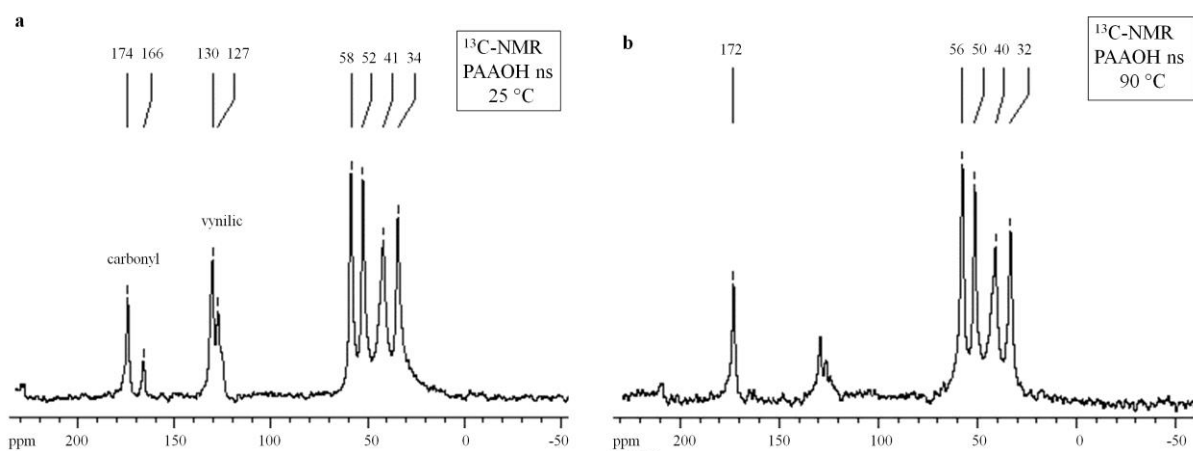 a
174 166 130 127 58 52 41 34
¹³C-NMR
PAAOH ns
25 °C
carbonyl
vynilic
ppm 200 150 100 50 0 -50
b
172 56 50 40 32
¹³C-NMR
PAAOH ns
90 °C
ppm 200 150 100 50 0 -50